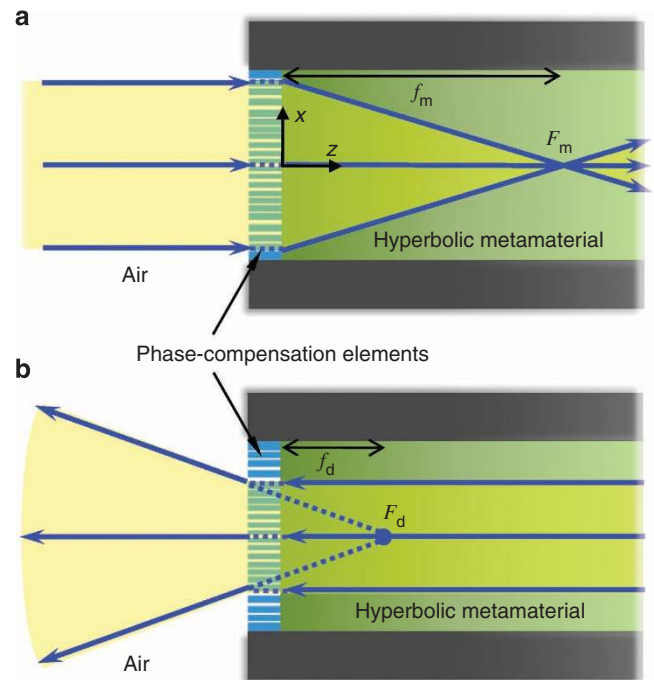 a
f_m
x
F_m
z
Hyperbolic metamaterial
Air
Phase-compensation elements
b
f_d
F_d
Hyperbolic metamaterial
Air